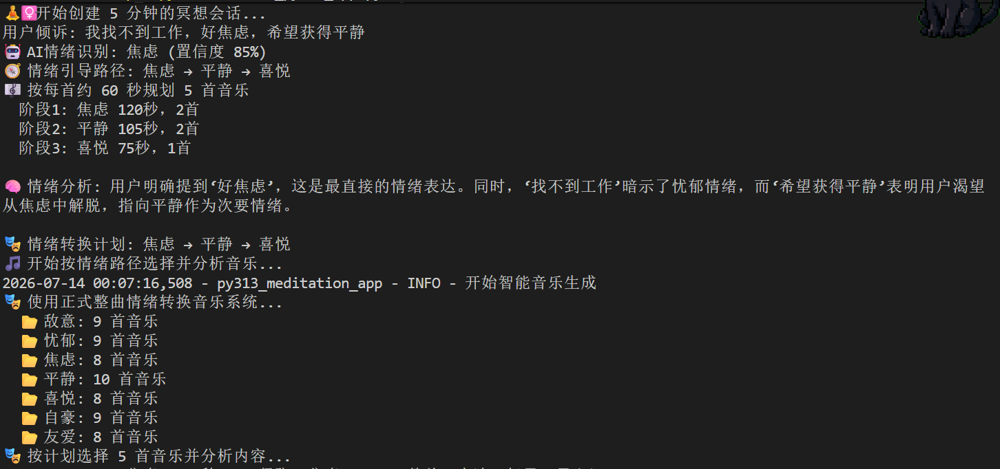 🧘‍♀️开始创建 5 分钟的冥想会话...
用户倾诉: 我找不到工作，好焦虑，希望获得平静
🤖 AI情绪识别: 焦虑 (置信度 85%)
🧭 情绪引导路径: 焦虑 → 平静 → 喜悦
🎼 按每首约 60 秒规划 5 首音乐
阶段1: 焦虑 120秒，2首
阶段2: 平静 105秒，2首
阶段3: 喜悦 75秒，1首
🧠 情绪分析: 用户明确提到‘好焦虑’，这是最直接的情绪表达。同时，‘找不到工作’暗示了忧郁情绪，而‘希望获得平静’表明用户渴望
从焦虑中解脱，指向平静作为次要情绪。
🎭 情绪转换计划: 焦虑 → 平静 → 喜悦
🎵 开始按情绪路径选择并分析音乐...
2026-07-14 00:07:16,508 - py313_meditation_app - INFO - 开始智能音乐生成
🎭 使用正式整曲情绪转换音乐系统...
📁 敌意: 9 首音乐
📁 忧郁: 9 首音乐
📁 焦虑: 8 首音乐
📁 平静: 10 首音乐
📁 喜悦: 8 首音乐
📁 自豪: 9 首音乐
📁 友爱: 8 首音乐
🎭 按计划选择 5 首音乐并分析内容...